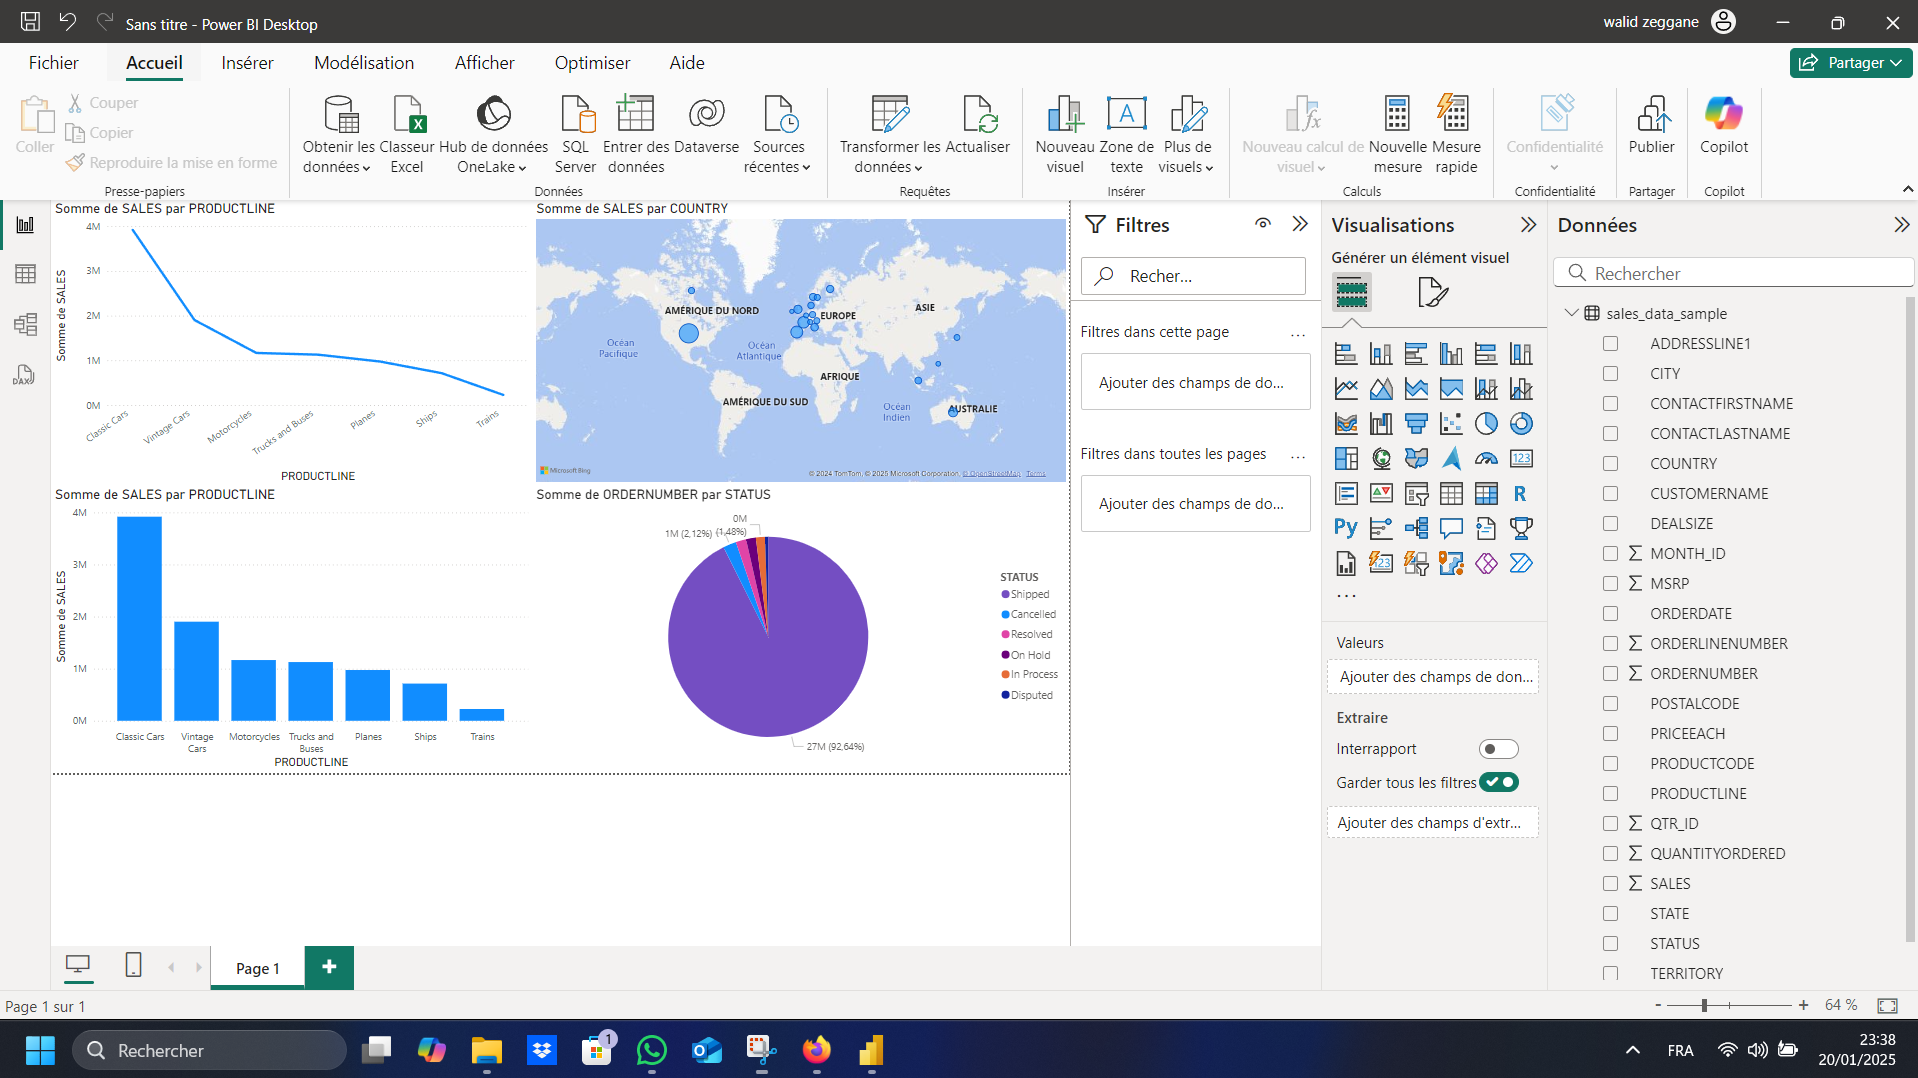 Sans titre - Power BI Desktop
walid zeggane
Fichier
Accueil
Insérer
Modélisation
Afficher
Optimiser
Aide
Partager
Coller
Couper
Copier
Reproduire la mise en forme
Presse-papiers
Obtenir les données
Classeur Excel
Hub de données OneLake
SQL Server
Entrer des données
Dataverse
Sources récentes
Données
Transformer les données
Actualiser
Requêtes
Nouveau visuel
Zone de texte
Plus de visuels
Insérer
Nouveau calcul de visuel
Nouvelle mesure
Mesure rapide
Calculs
Confidentialité
Confidentialité
Publier
Partager
Copilot
Copilot
Somme de SALES par PRODUCTLINE
4M
3M
2M
1M
0M
Somme de SALES
Classic Cars
Vintage Cars
Motorcycles
Trucks and Buses
Planes
Ships
Trains
PRODUCTLINE
Somme de SALES par COUNTRY
AMÉRIQUE DU NORD
EUROPE
ASIE
Océan Pacifique
Océan Atlantique
AFRIQUE
AMÉRIQUE DU SUD
Océan Indien
AUSTRALIE
Microsoft Bing
© 2024 TomTom, © 2025 Microsoft Corporation, © OpenStreetMap Terms
Somme de SALES par PRODUCTLINE
4M
3M
2M
1M
0M
Somme de SALES
Classic Cars
Vintage Cars
Motorcycles
Trucks and Buses
Planes
Ships
Trains
PRODUCTLINE
Somme de ORDERNUMBER par STATUS
0M
1M (2,12%)
(1,48%)
27M (92,64%)
STATUS
Shipped
Cancelled
Resolved
On Hold
In Process
Disputed
Filtres
Recher...
Filtres dans cette page
...
Ajouter des champs de do...
Filtres dans toutes les pages
...
Ajouter des champs de do...
Visualisations
Générer un élément visuel
123
R
Py
123
...
Valeurs
Ajouter des champs de don...
Extraire
Interrapport
Garder tous les filtres
Ajouter des champs d'extr...
Données
Rechercher
sales_data_sample
ADDRESSLINE1
CITY
CONTACTFIRSTNAME
CONTACTLASTNAME
COUNTRY
CUSTOMERNAME
DEALSIZE
∑ MONTH_ID
∑ MSRP
ORDERDATE
∑ ORDERLINENUMBER
∑ ORDERNUMBER
POSTALCODE
PRICEEACH
PRODUCTCODE
PRODUCTLINE
∑ QTR_ID
∑ QUANTITYORDERED
∑ SALES
STATE
STATUS
TERRITORY
Page 1
+
Page 1 sur 1
- + 64 %
Rechercher
1
FRA
23:38
20/01/2025